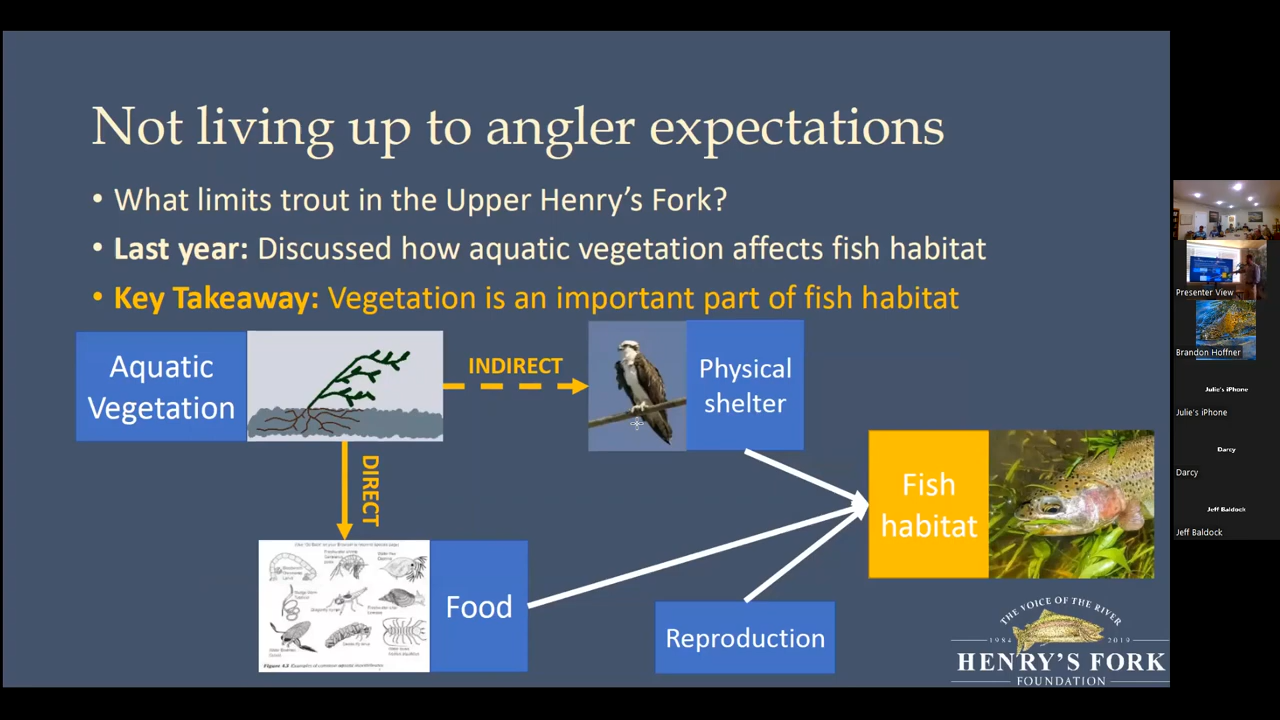 Not living up to angler expectations
• What limits trout in the Upper Henry's Fork?
• Last year: Discussed how aquatic vegetation affects fish habitat
• Key Takeaway: Vegetation is an important part of fish habitat
Aquatic
Vegetation
INDIRECT
Physical
shelter
DIRECT
Fish
habitat
Food
Reproduction
THE VOICE OF THE RIVER
1984 2019
HENRY'S FORK
FOUNDATION
Presenter View
Brandon Hoffner
Julie's iPhone
Julie's iPhone
Darcy
Darcy
Jeff Baldock
Jeff Baldock